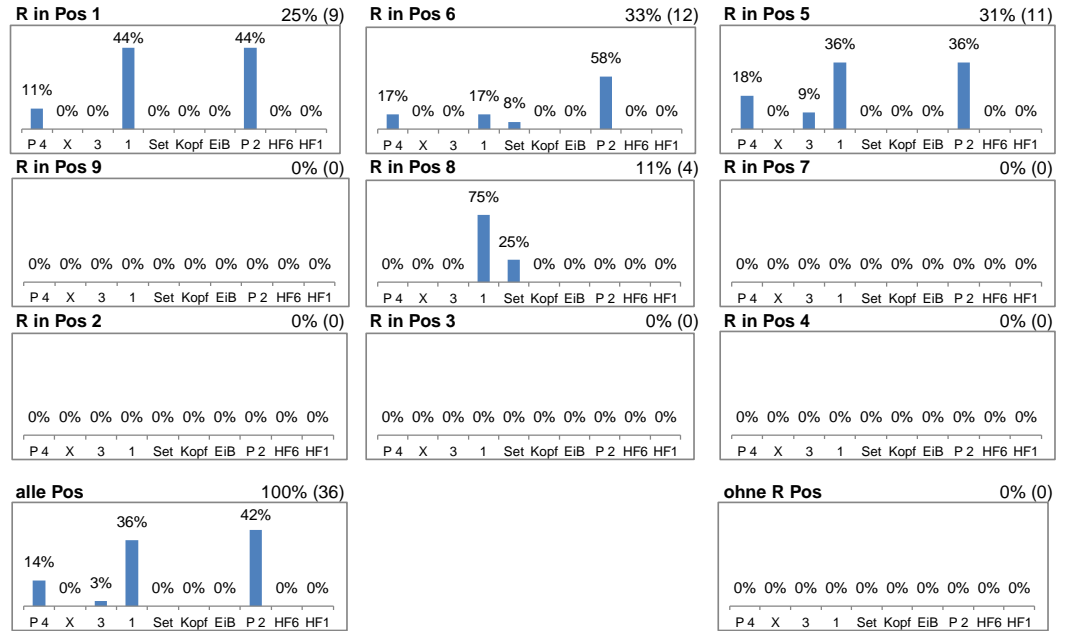 R in Pos 1 25% (9)
44% 44%
11%
0% 0% 0% 0% 0% 0% 0%
P 4 X 3 1 Set Kopf EiB P 2 HF6 HF1
R in Pos 6 33% (12)
58%
17% 0% 0% 17% 8% 0% 0% 0% 0%
P 4 X 3 1 Set Kopf EiB P 2 HF6 HF1
R in Pos 5 31% (11)
36% 36%
18% 0% 9% 0% 0% 0% 0% 0%
P 4 X 3 1 Set Kopf EiB P 2 HF6 HF1
R in Pos 9 0% (0)
0% 0% 0% 0% 0% 0% 0% 0% 0% 0%
P 4 X 3 1 Set Kopf EiB P 2 HF6 HF1
R in Pos 8 11% (4)
75%
25%
0% 0% 0% 0% 0% 0% 0% 0%
P 4 X 3 1 Set Kopf EiB P 2 HF6 HF1
R in Pos 7 0% (0)
0% 0% 0% 0% 0% 0% 0% 0% 0% 0%
P 4 X 3 1 Set Kopf EiB P 2 HF6 HF1
R in Pos 2 0% (0)
0% 0% 0% 0% 0% 0% 0% 0% 0% 0%
P 4 X 3 1 Set Kopf EiB P 2 HF6 HF1
R in Pos 3 0% (0)
0% 0% 0% 0% 0% 0% 0% 0% 0% 0%
P 4 X 3 1 Set Kopf EiB P 2 HF6 HF1
R in Pos 4 0% (0)
0% 0% 0% 0% 0% 0% 0% 0% 0% 0%
P 4 X 3 1 Set Kopf EiB P 2 HF6 HF1
alle Pos 100% (36)
36% 42%
14% 0% 3% 0% 0% 0% 0% 0%
P 4 X 3 1 Set Kopf EiB P 2 HF6 HF1
ohne R Pos 0% (0)
0% 0% 0% 0% 0% 0% 0% 0% 0% 0%
P 4 X 3 1 Set Kopf EiB P 2 HF6 HF1